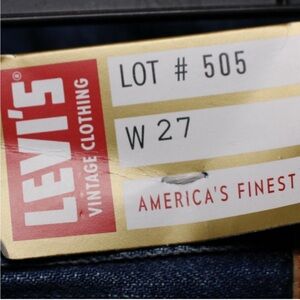 LEVI'S®
VINTAGE CLOTHING
LOT # 505
W 27
AMERICA'S FINEST